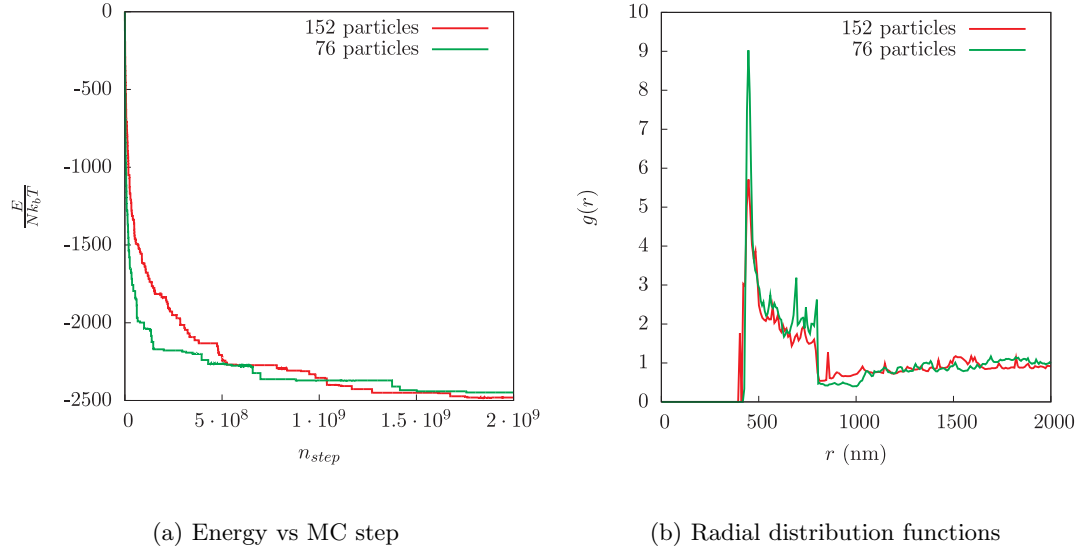 152 particles
76 particles
0
-500
-1000
-1500
-2000
-2500
E
Nk_bT
0
5 · 10^8
1 · 10^9
1.5 · 10^9
2 · 10^9
n_{step}
(a) Energy vs MC step
152 particles
76 particles
10
9
8
7
6
5
4
3
2
1
0
g(r)
0
500
1000
1500
2000
r (nm)
(b) Radial distribution functions